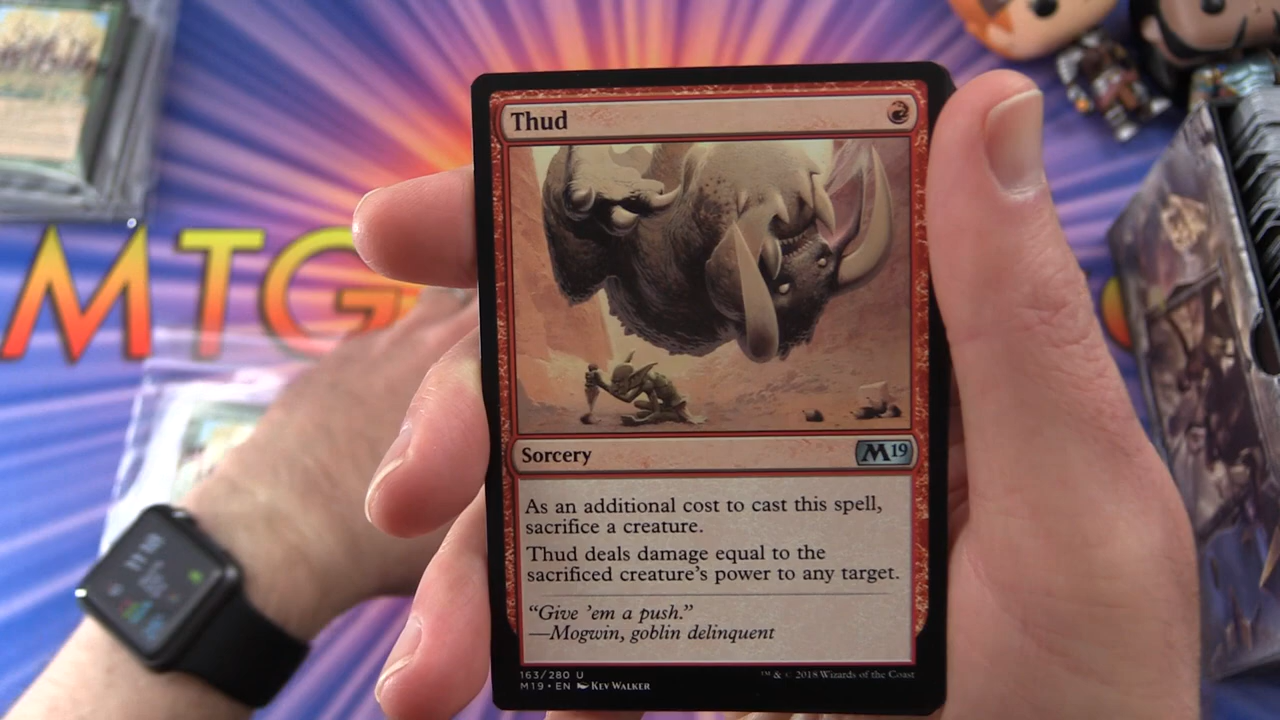 MTG
Thud
Sorcery
M19
As an additional cost to cast this spell,
sacrifice a creature.
Thud deals damage equal to the
sacrificed creature's power to any target.
"Give 'em a push."
—Mogwin, goblin delinquent
163/280 U
M19 • EN Kev Walker
™ & © 2018 Wizards of the Coast